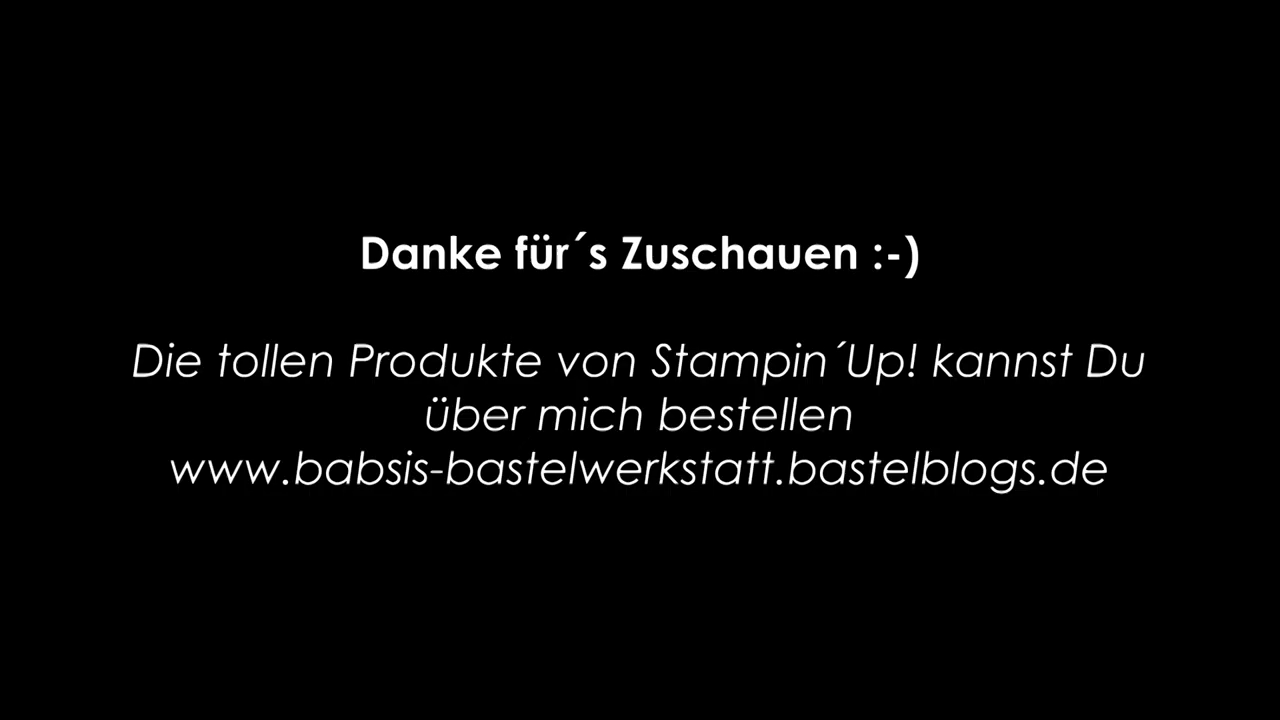 Danke für´s Zuschauen :-)
Die tollen Produkte von Stampin´Up! kannst Du
über mich bestellen
www.babsis-bastelwerkstatt.bastelblogs.de